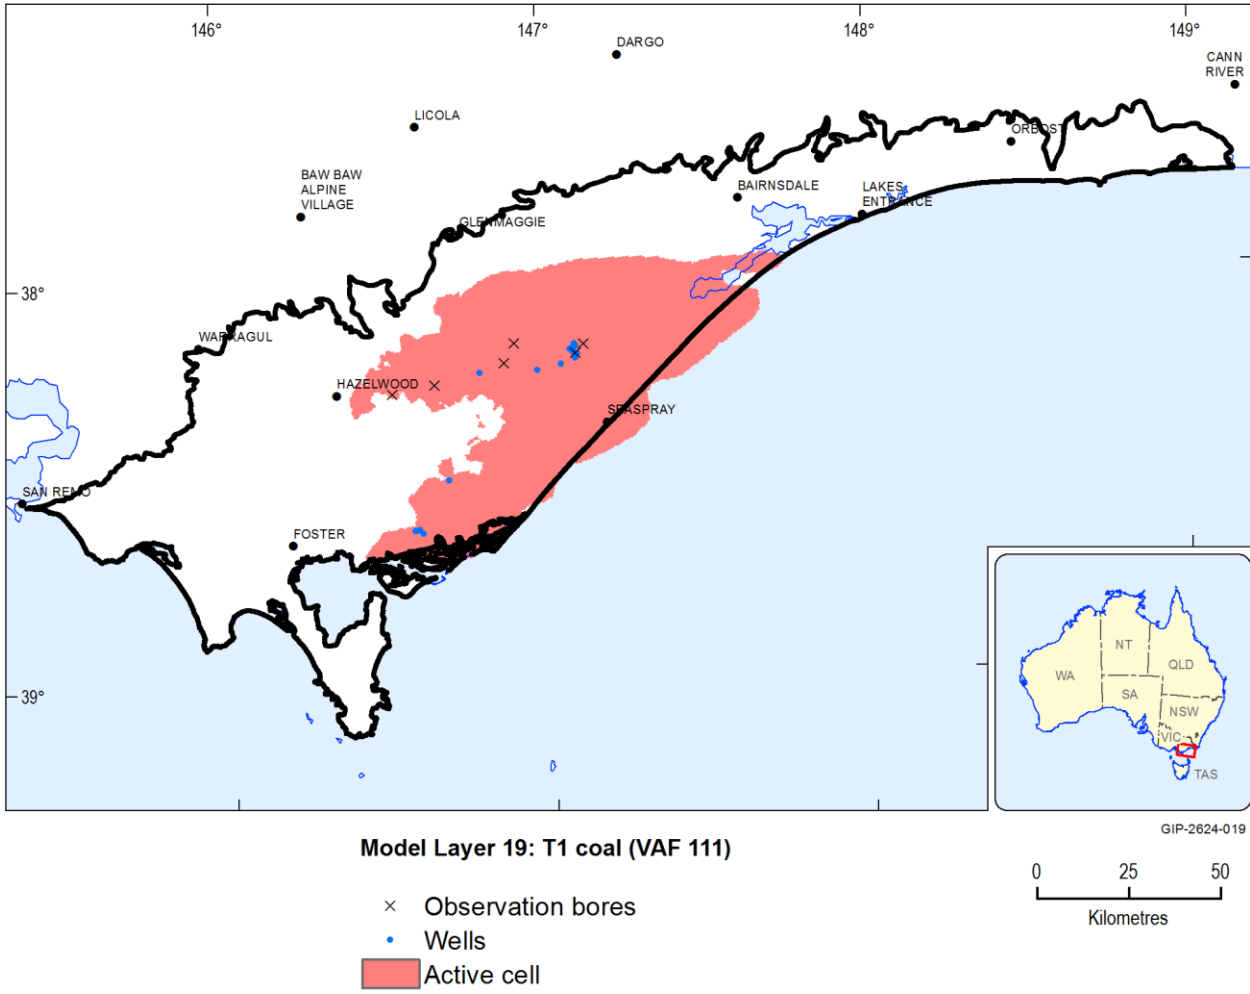 146°
147°
148°
149°
DARGO
CANN
RIVER
LICOLA
ORBOST
BAW BAW
ALPINE
VILLAGE
BAIRNSDALE
LAKES
ENTRANCE
GLENMAGGIE
38°
WARRAGUL
HAZELWOOD
SEASPRAY
SAN REMO
FOSTER
39°
NT
WA
QLD
SA
NSW
VIC
TAS
GIP-2624-019
Model Layer 19: T1 coal (VAF 111)
Observation bores
Wells
Active cell
0 25 50
Kilometres